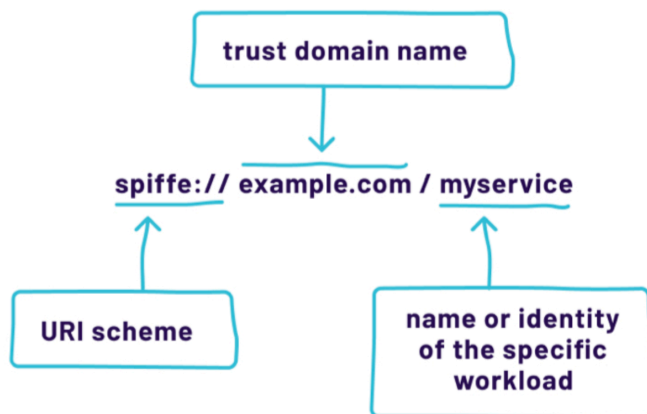 trust domain name
spiffe:// example.com / myservice
URI scheme
name or identity
of the specific
workload